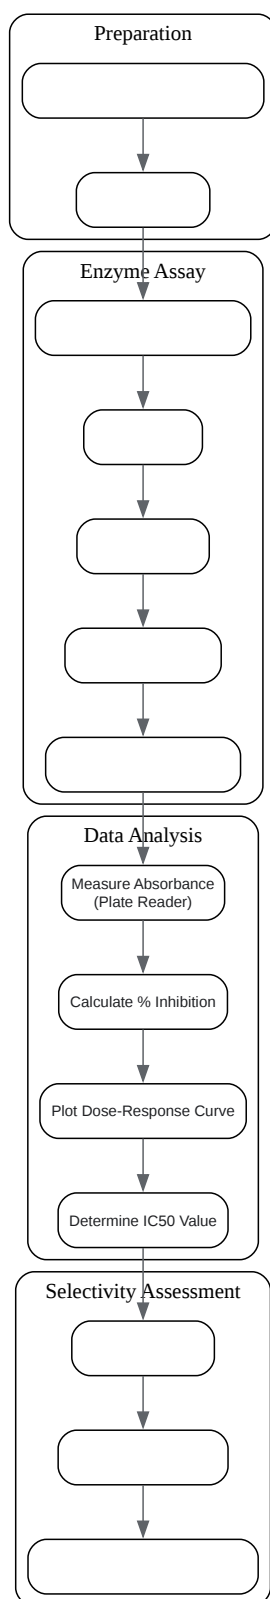 Preparation
Enzyme Assay
Data Analysis
Measure Absorbance
(Plate Reader)
Calculate % Inhibition
Plot Dose-Response Curve
Determine IC50 Value
Selectivity Assessment